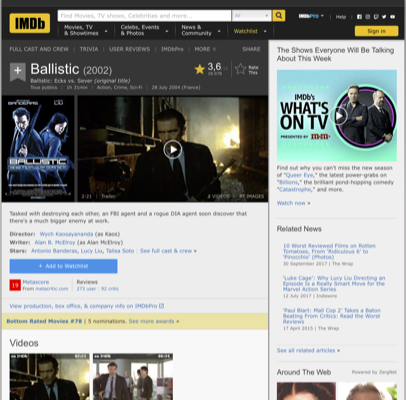 IMDb
Find Movies, TV shows, Celebrities and more...
All
IMDbPro
Help
Movies, TV
& Showtimes
Celebs, Events
& Photos
News &
Community
Watchlist
Sign in
FULL CAST AND CREW | TRIVIA | USER REVIEWS | IMDbPro | MORE
SHARE
Ballistic (2002)
Ballistic: Ecks vs. Sever (original title)
Tous publics | 1h 31min | Action, Crime, Sci-Fi | 28 July 2004 (France)
3,6
Rate
This
BANDERAS
LIU
BALLISTIC
2:21 | Trailer
2 VIDEOS
91 IMAGES
Tasked with destroying each other, an FBI agent and a rogue DIA agent soon discover that
there's a much bigger enemy at work.
Director: Wych Kaosayananda (as Kaos)
Writer: Alan B. McElroy (as Alan McElroy)
Stars: Antonio Banderas, Lucy Liu, Talisa Soto | See full cast & crew »
+ Add to Watchlist
19
Metascore
From metacritic.com
Reviews
273 user | 92 critic
View production, box office, & company info on IMDbPro
Bottom Rated Movies #78 | 5 nominations. See more awards »
Videos
The Shows Everyone Will Be Talking
About This Week
IMDb's
WHAT'S
ON TV
PRESENTED BY m&m's
Find out why you can't miss the new season
of "Queer Eye," the latest power-grabs on
"Billions," the brilliant pond-hopping comedy
"Catastrophe," and more.
Watch now »
Related News
10 Worst Reviewed Films on Rotten
Tomatoes, From 'Ridiculous 6' to
'Pinocchio' (Photos)
30 September 2017 | The Wrap
'Luke Cage': Why Lucy Liu Directing an
Episode Is a Really Smart Move for the
Marvel Action Series
12 July 2017 | Indiewire
'Paul Blart: Mall Cop 2' Takes a Baton
Beating From Critics: Read the Worst
Reviews
17 April 2015 | The Wrap
See all related articles »
Around The Web
Powered by ZergNet